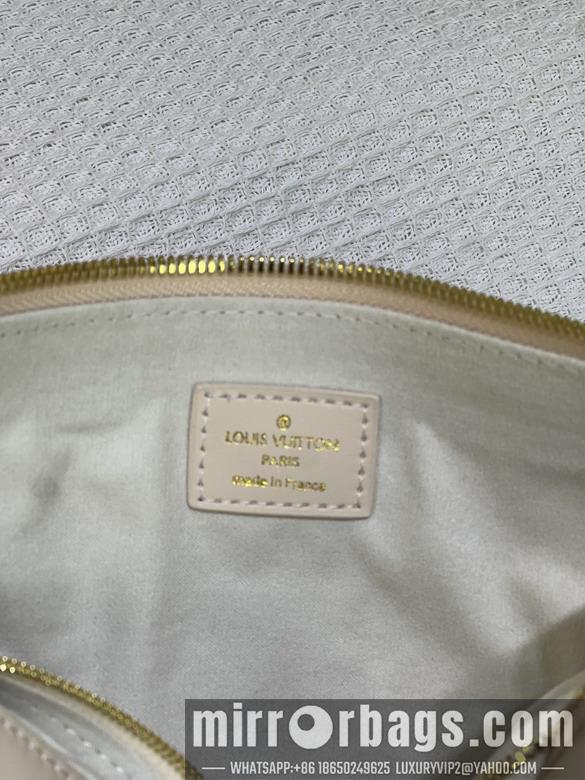 LOUIS VUITTON
PARIS
made in France
mirrorbags.com
WHATSAPP:+86 18650249625 LUXURYVIP2@YAHOO.COM